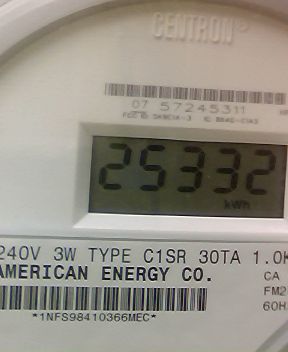 CENTRON®
07 57245311
25332
kWh
240V 3W TYPE C1SR 30TA 1.0K
AMERICAN ENERGY CO.
CA
FM2
60H
*1NFS98410366MEC*